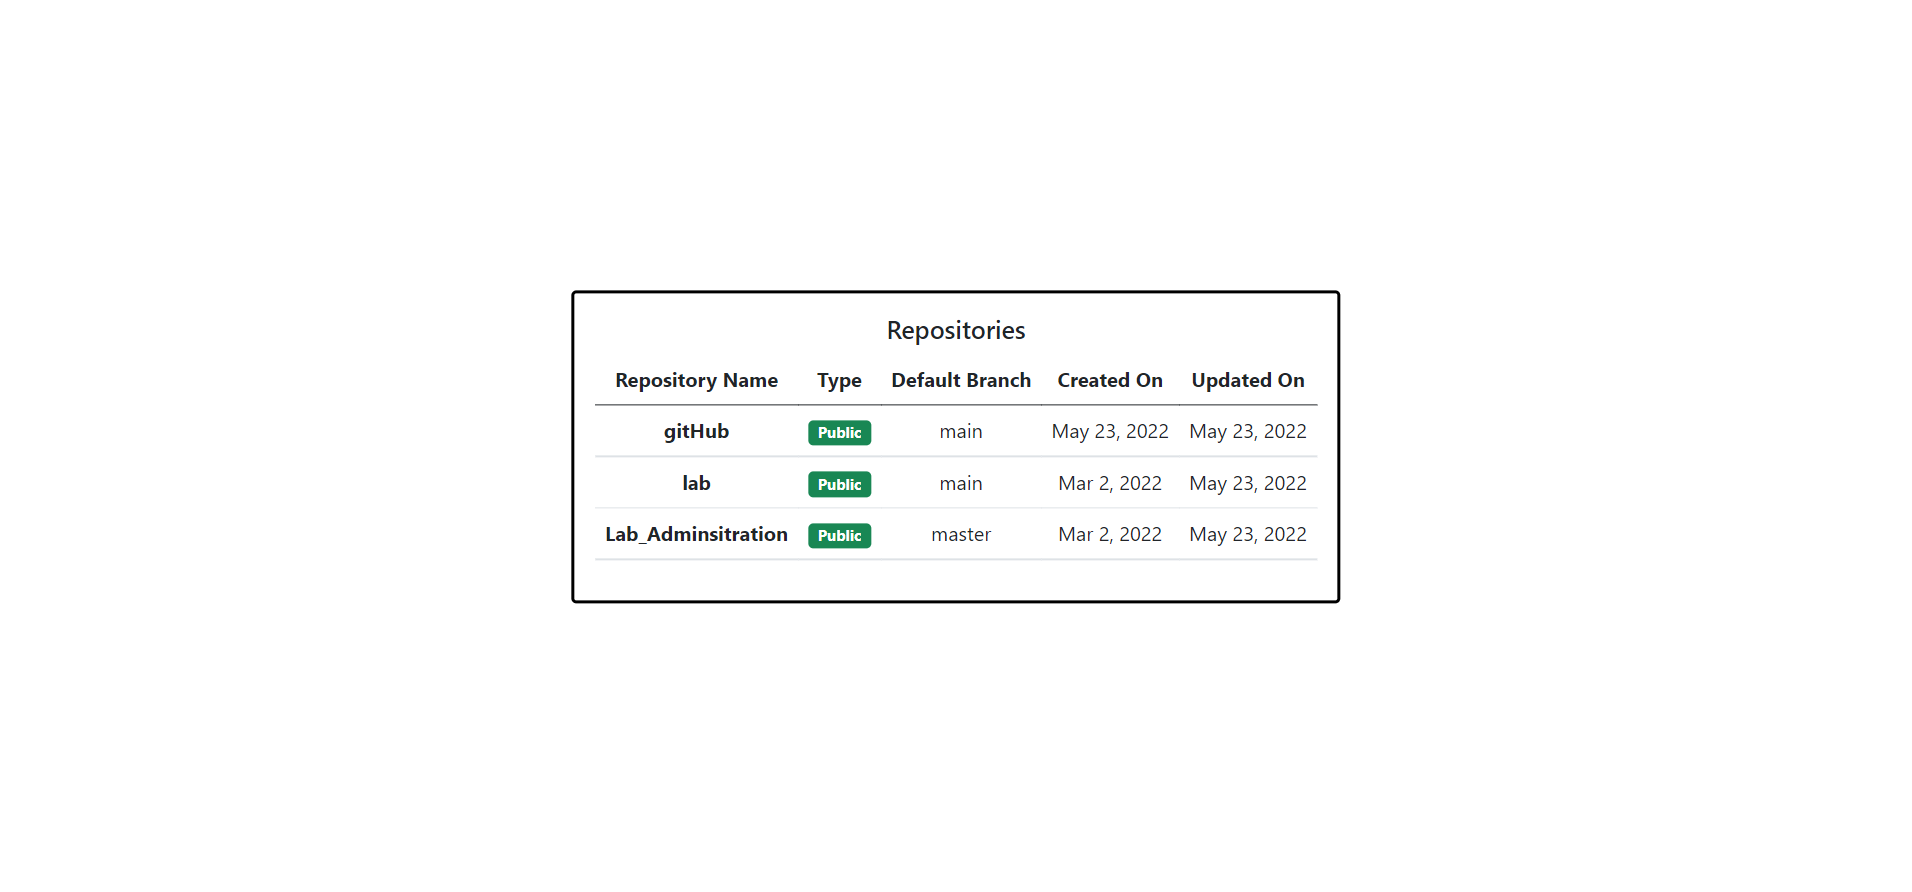 Repositories
Repository Name Type Default Branch Created On Updated On
gitHub Public main May 23, 2022 May 23, 2022
lab Public main Mar 2, 2022 May 23, 2022
Lab_Adminsitration Public master Mar 2, 2022 May 23, 2022